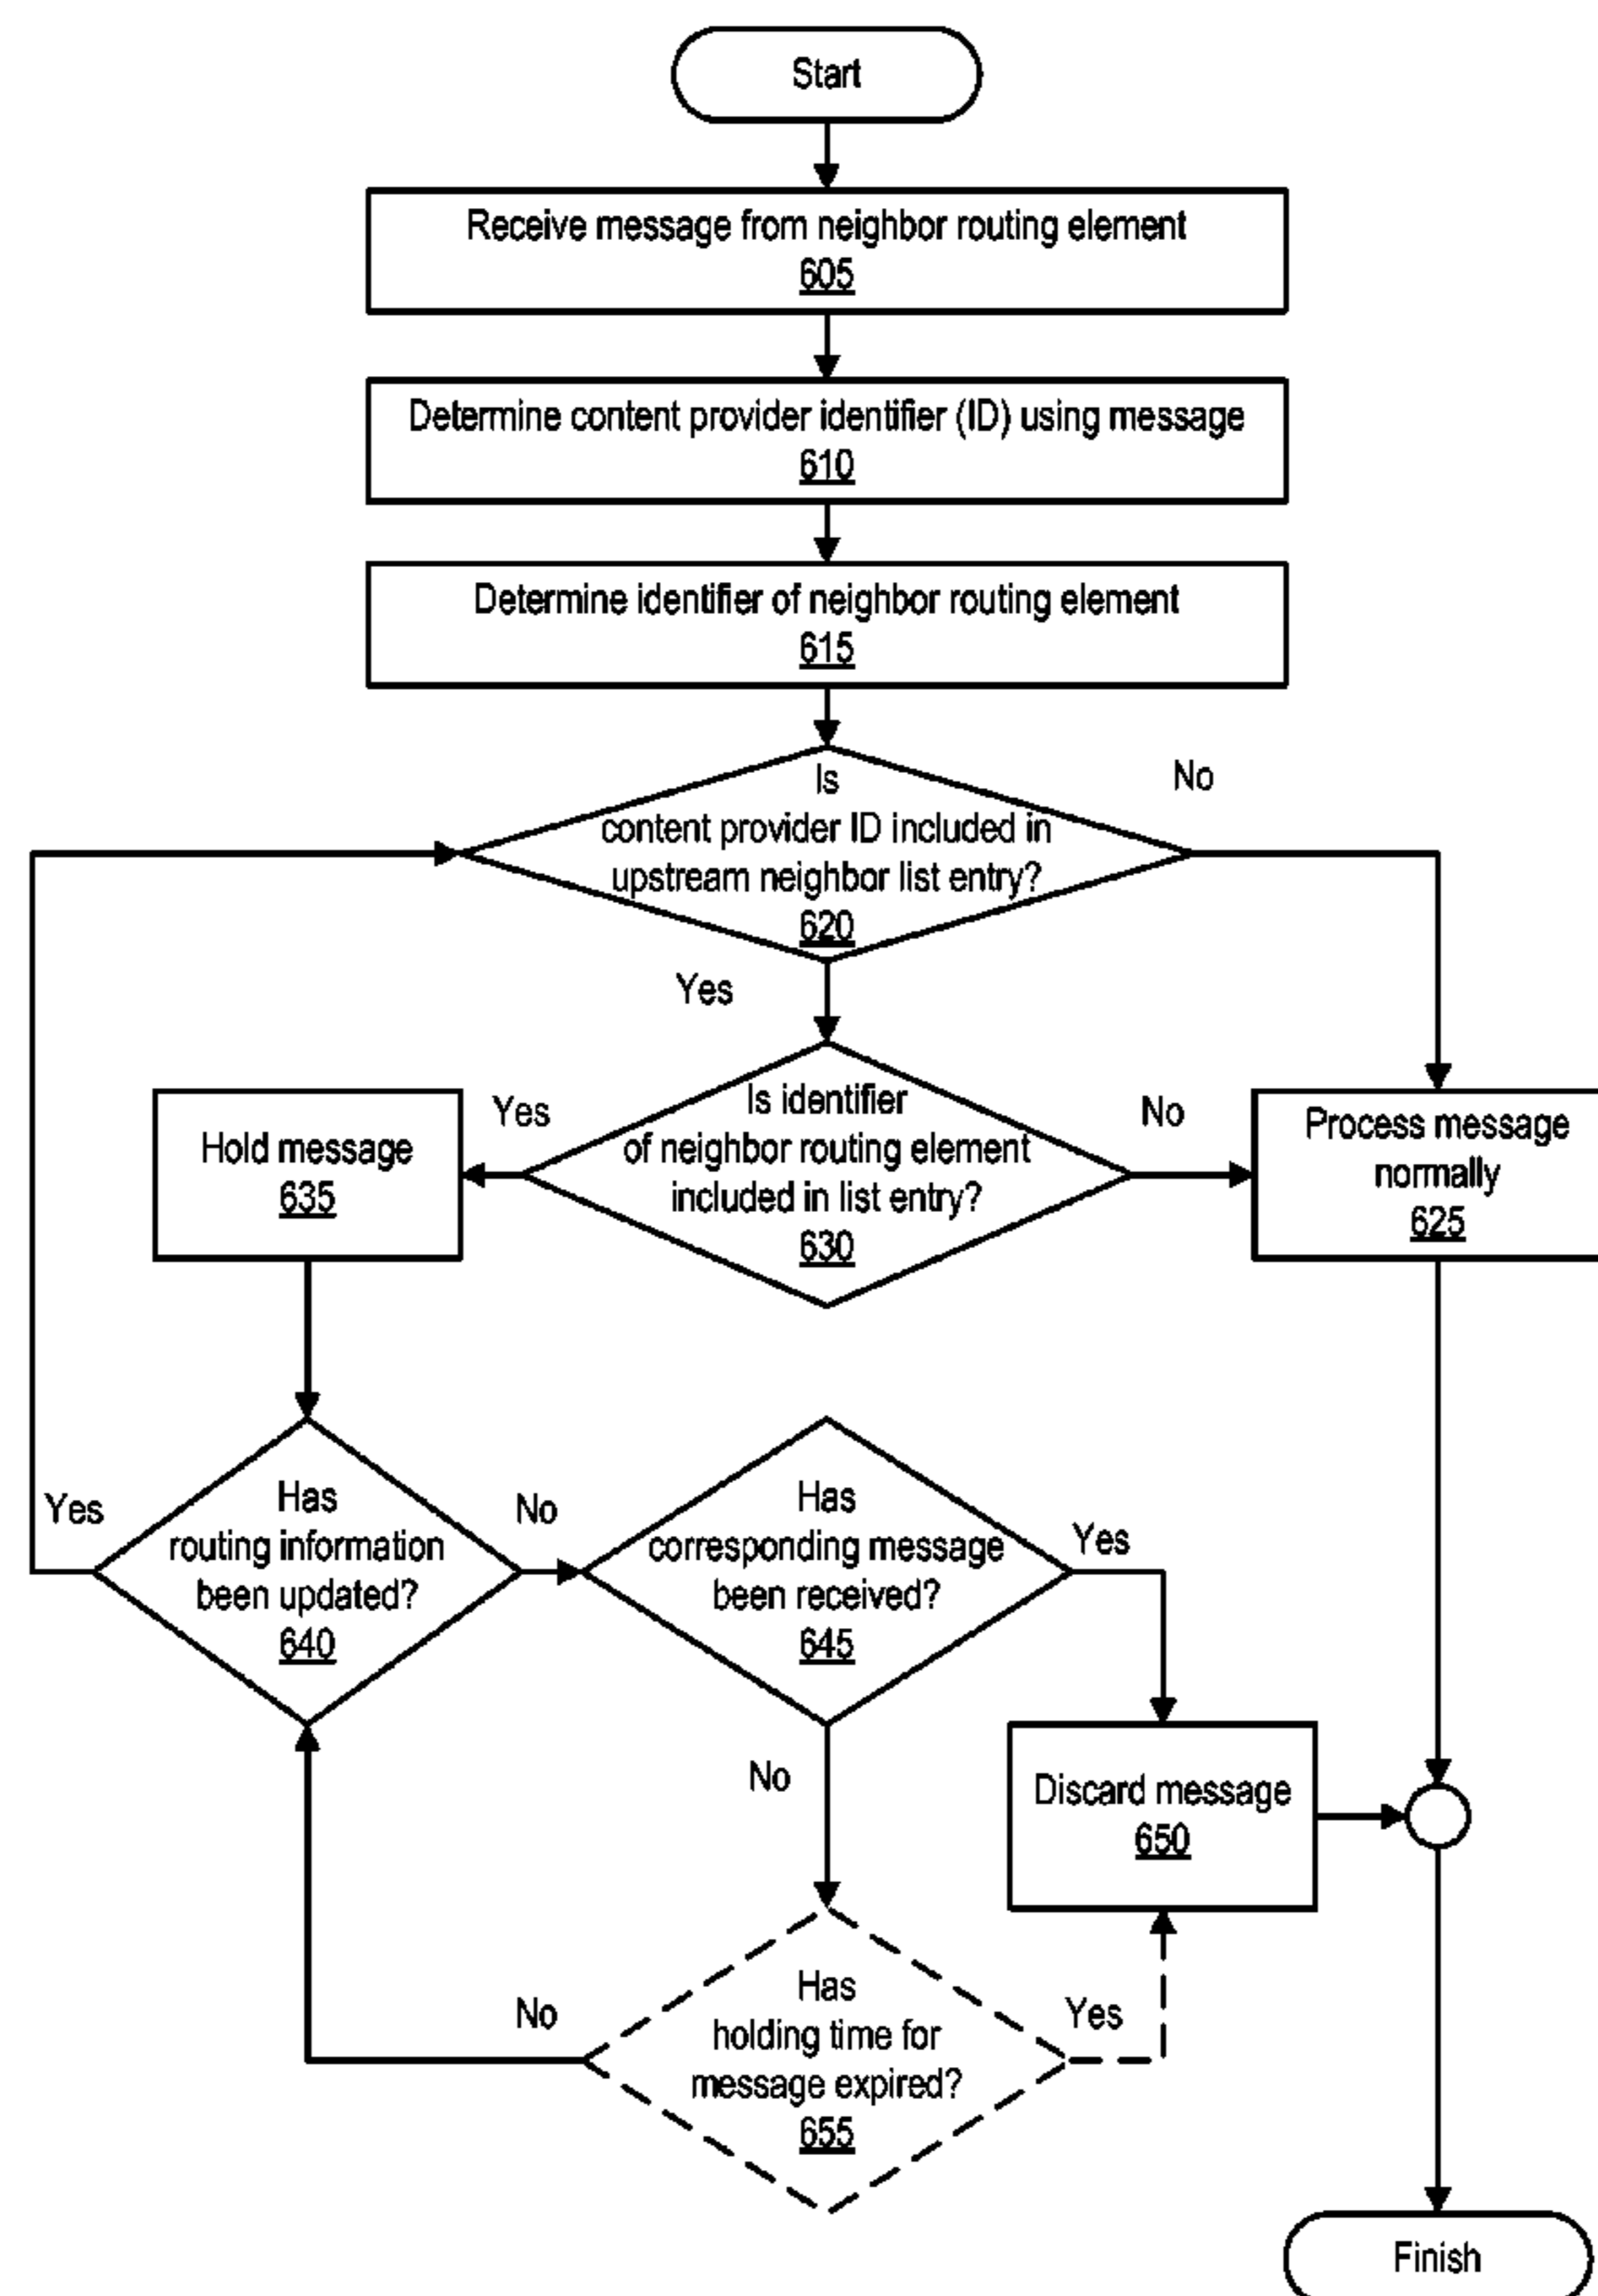 Start
Receive message from neighbor routing element
605
Determine content provider identifier (ID) using message
610
Determine identifier of neighbor routing element
615
Is
content provider ID included in
upstream neighbor list entry?
620
No
Yes
Is identifier
of neighbor routing element
included in list entry?
630
Yes
No
Hold message
635
Process message
normally
625
Has
routing information
been updated?
640
Yes
No
Has
corresponding message
been received?
645
Yes
No
Discard message
650
Has
holding time for
message expired?
655
No
Yes
Finish